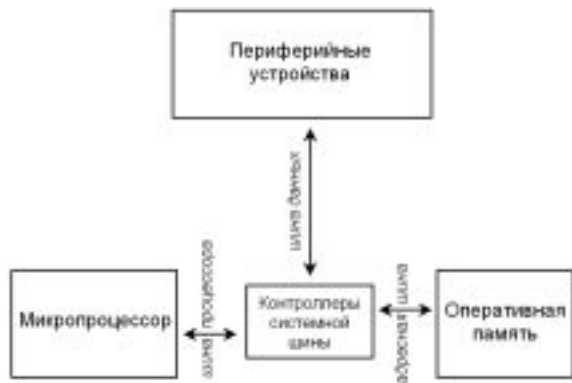 Периферийные
устройства
шина данных
Микропроцессор
шина процессора
Контроллеры
системной
шины
адресная шина
Оперативная
память